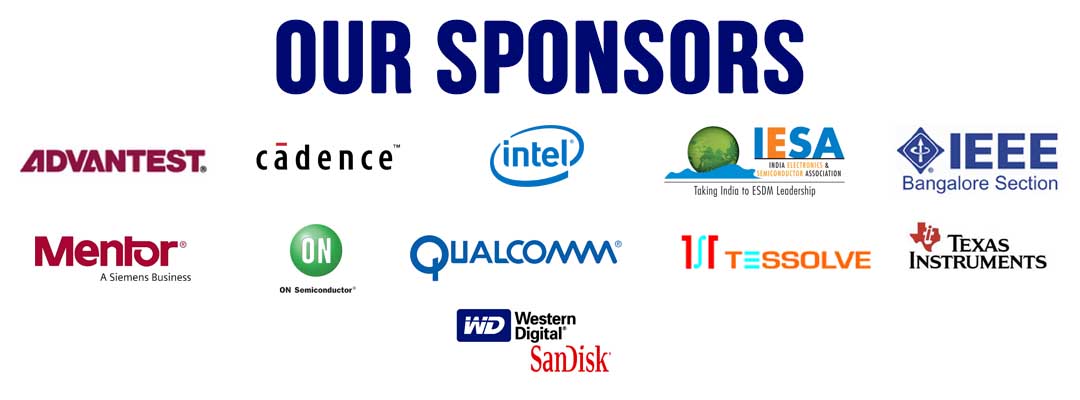 OUR SPONSORS
ADVANTEST®
cādence™
intel®
IESA
INDIA ELECTRONICS &
SEMICONDUCTOR ASSOCIATION
Taking India to ESDM Leadership
IEEE
Bangalore Section
Mentor®
A Siemens Business
ON
ON Semiconductor®
QUALCOMM®
TST TESSOLVE
TEXAS
INSTRUMENTS
WD Western
Digital®
SanDisk®